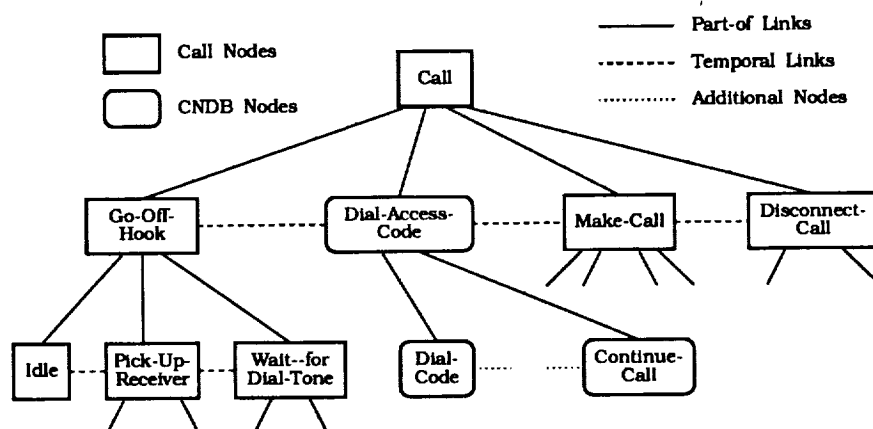 Call Nodes
CNDB Nodes
Part-of Links
Temporal Links
Additional Nodes
Call
Go-Off-
Hook
Dial-Access-
Code
Make-Call
Disconnect-
Call
Idle
Pick-Up-
Receiver
Wait--for
Dial-Tone
Dial-
Code
Continue-
Call